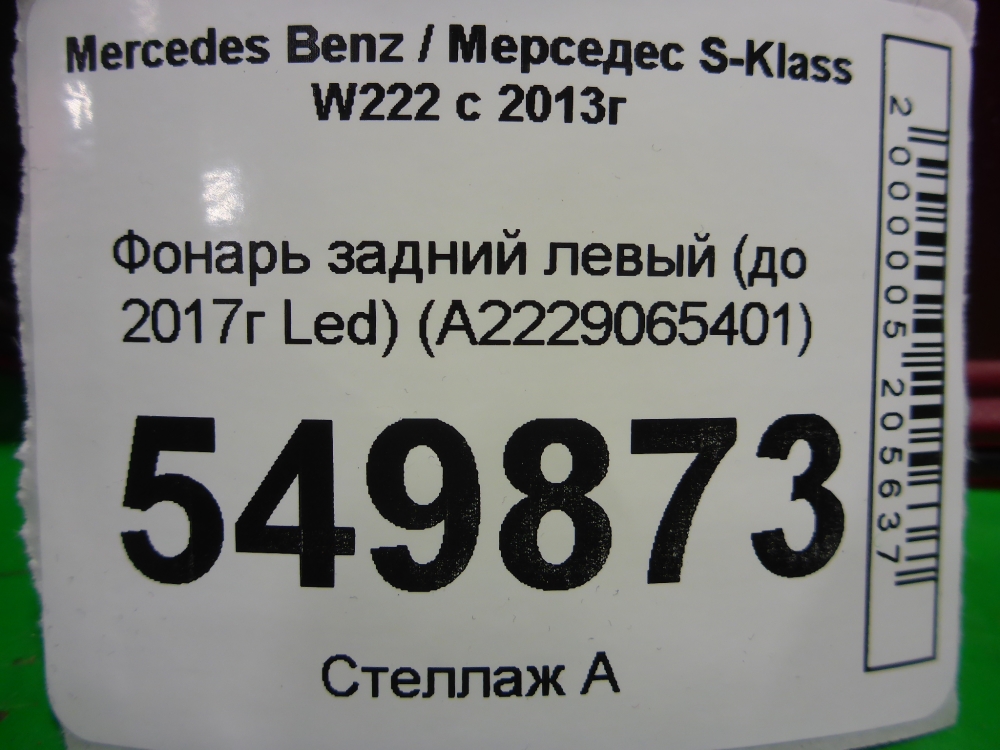 Mercedes Benz / Мерседес S-Klass
W222 с 2013г
Фонарь задний левый (до
2017г Led) (A2229065401)
549873
Стеллаж А
2000005205637